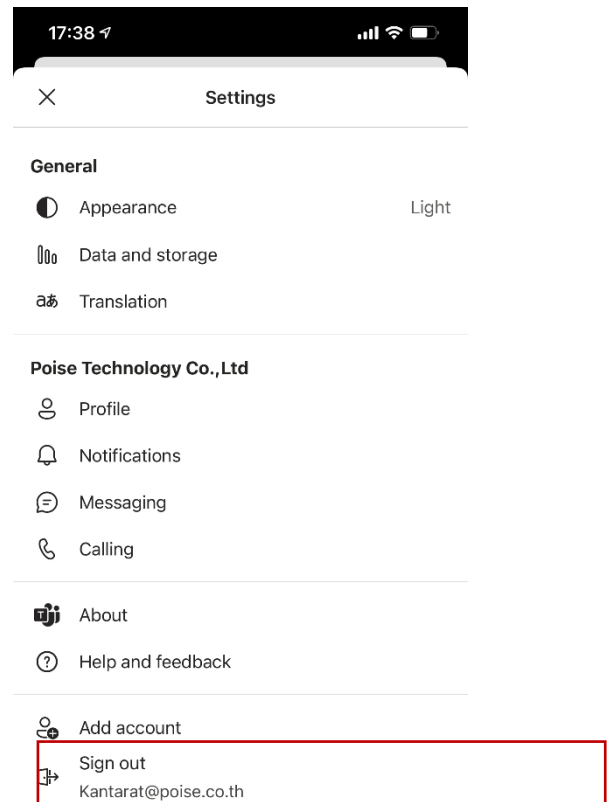 17:38
Settings
General
Appearance Light
Data and storage
Translation
Poise Technology Co.,Ltd
Profile
Notifications
Messaging
Calling
About
Help and feedback
Add account
Sign out
Kantarat@poise.co.th